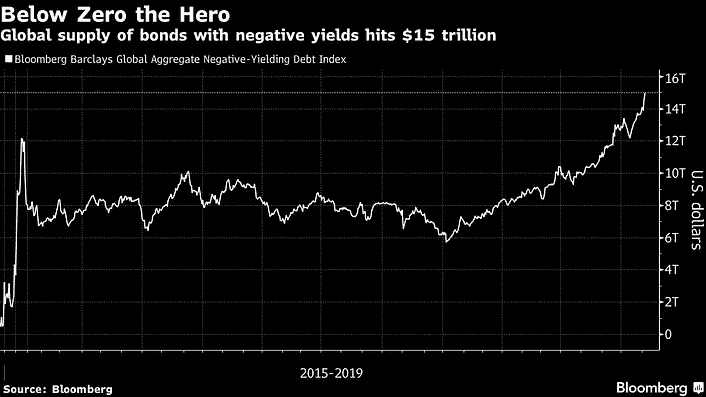 Below Zero the Hero
Global supply of bonds with negative yields hits $15 trillion
Bloomberg Barclays Global Aggregate Negative-Yielding Debt Index
16T
14T
12T
10T
8T
6T
4T
2T
0
U.S. dollars
2015-2019
Source: Bloomberg
Bloomberg